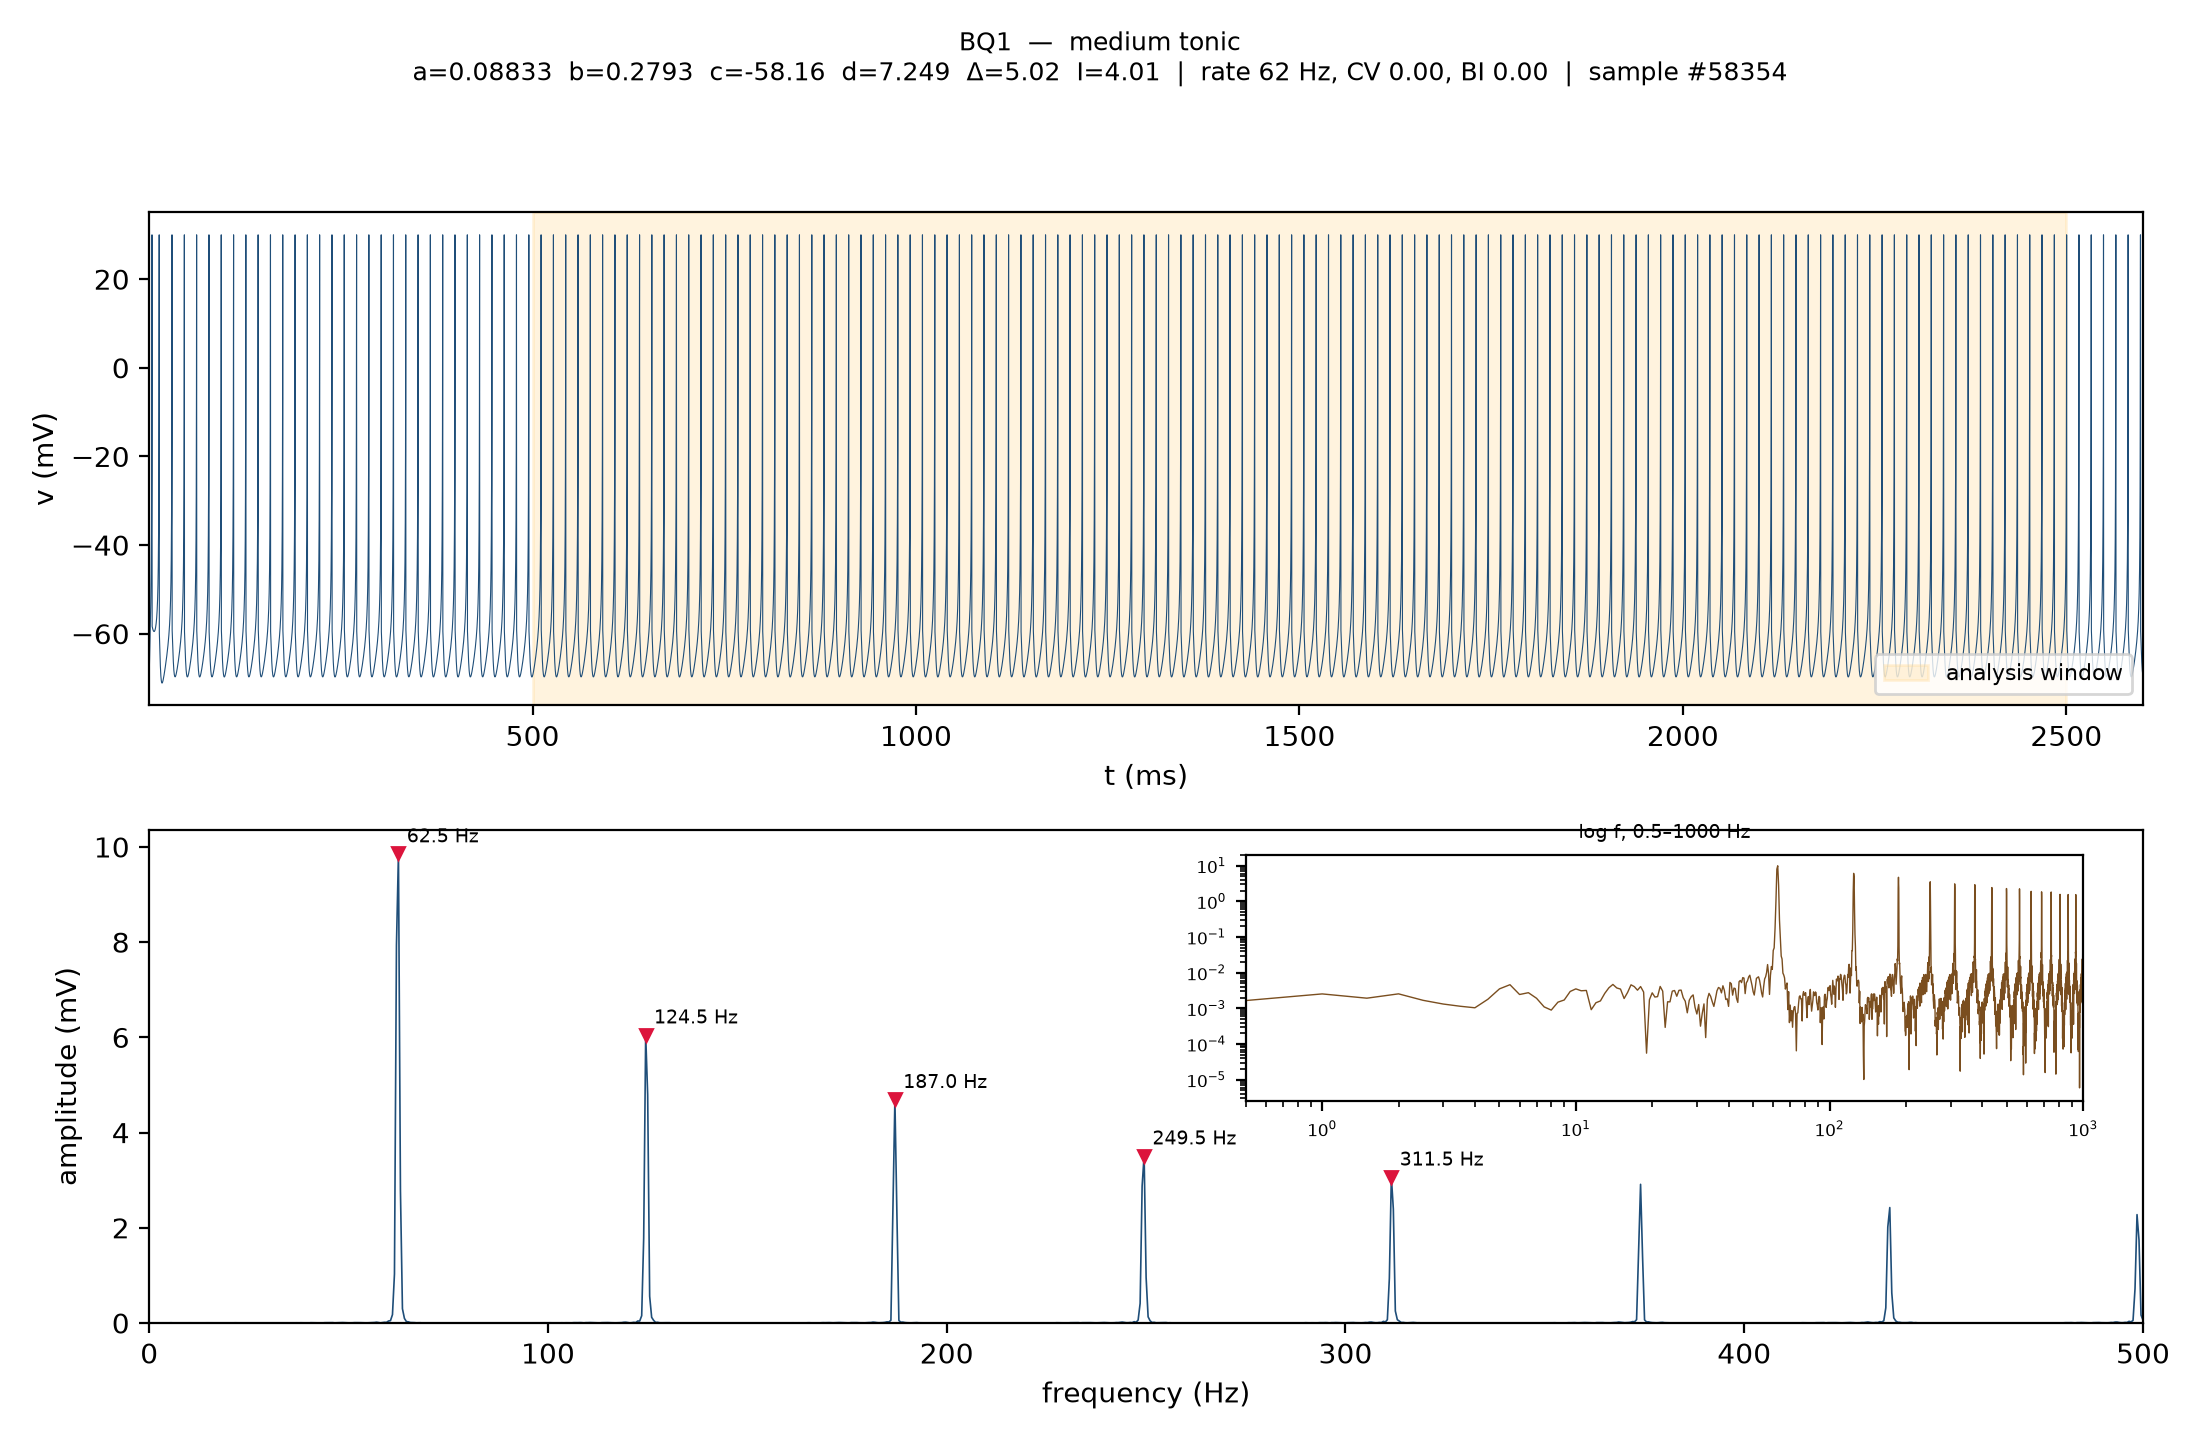 BQ1 — medium tonic
a=0.08833 b=0.2793 c=-58.16 d=7.249 Δ=5.02 I=4.01 | rate 62 Hz, CV 0.00, BI 0.00 | sample #58354
20
0
−20
−40
−60
v (mV)
analysis window
500
1000
1500
2000
2500
t (ms)
10
8
6
4
2
0
amplitude (mV)
62.5 Hz
124.5 Hz
187.0 Hz
249.5 Hz
311.5 Hz
log f, 0.5–1000 Hz
10¹
10⁰
10⁻¹
10⁻²
10⁻³
10⁻⁴
10⁻⁵
10⁰
10¹
10²
10³
0
100
200
300
400
500
frequency (Hz)